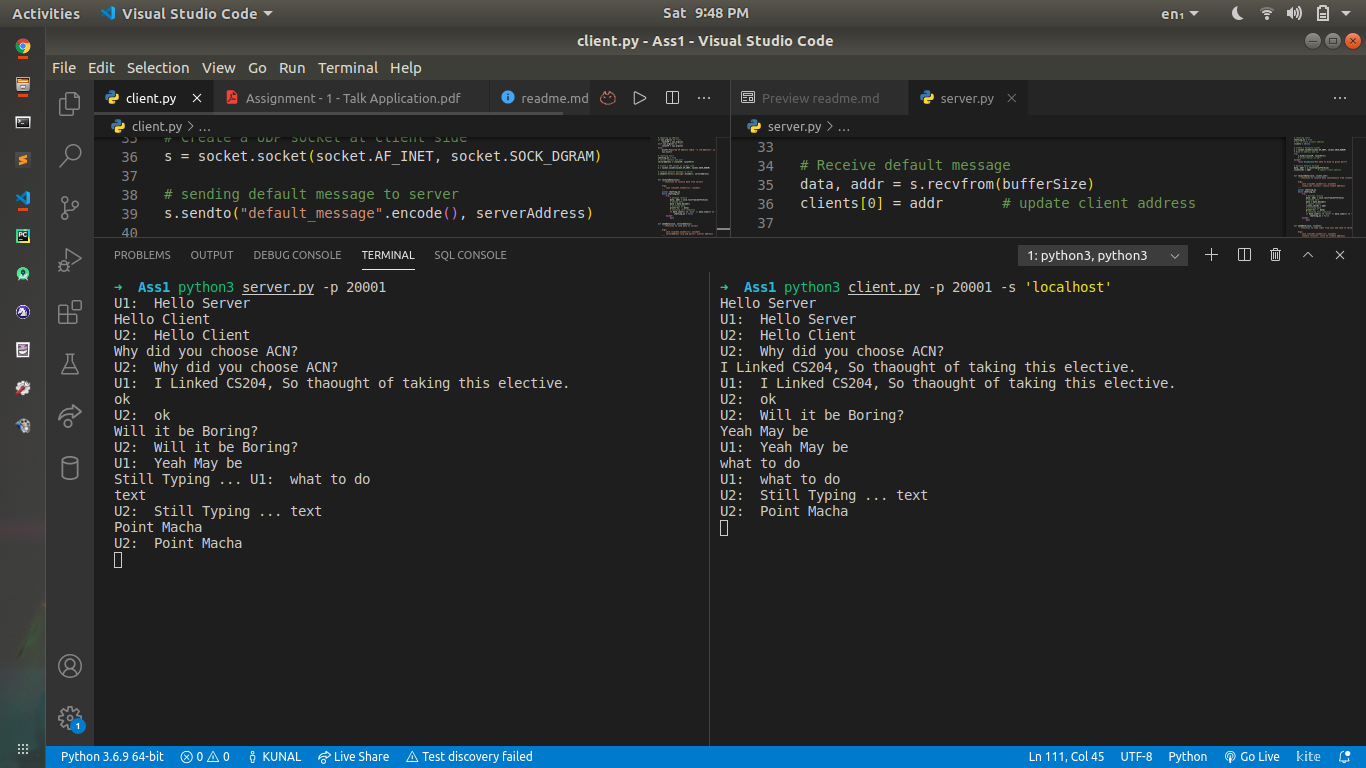 Activities Visual Studio Code Sat 9:48 PM en₁
client.py - Ass1 - Visual Studio Code
File Edit Selection View Go Run Terminal Help
client.py Assignment - 1 - Talk Application.pdf readme.md Preview readme.md server.py
client.py > ... server.py > ...
35 # Create a UDP socket at client side
36 s = socket.socket(socket.AF_INET, socket.SOCK_DGRAM)
37
38 # sending default message to server
39 s.sendto("default_message".encode(), serverAddress)
40
33
34 # Receive default message
35 data, addr = s.recvfrom(bufferSize)
36 clients[0] = addr # update client address
37
PROBLEMS OUTPUT DEBUG CONSOLE TERMINAL SQL CONSOLE 1: python3, python3
➜ Ass1 python3 server.py -p 20001
U1: Hello Server
Hello Client
U2: Hello Client
Why did you choose ACN?
U2: Why did you choose ACN?
U1: I Linked CS204, So thaought of taking this elective.
ok
U2: ok
Will it be Boring?
U2: Will it be Boring?
U1: Yeah May be
Still Typing ... U1: what to do
text
U2: Still Typing ... text
Point Macha
U2: Point Macha
➜ Ass1 python3 client.py -p 20001 -s 'localhost'
Hello Server
U1: Hello Server
U2: Hello Client
U2: Why did you choose ACN?
I Linked CS204, So thaought of taking this elective.
U1: I Linked CS204, So thaought of taking this elective.
U2: ok
U2: Will it be Boring?
Yeah May be
U1: Yeah May be
what to do
U1: what to do
U2: Still Typing ... text
U2: Point Macha
1
Python 3.6.9 64-bit 0 0 KUNAL Live Share Test discovery failed Ln 111, Col 45 UTF-8 Python Go Live kite